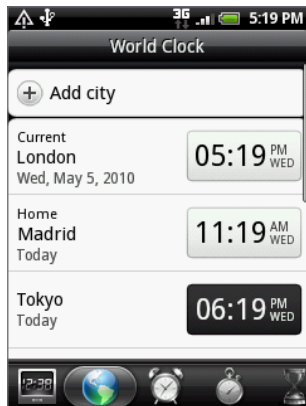 3G 5:19 PM
World Clock
Add city
Current
London
Wed, May 5, 2010
05:19 PM WED
Home
Madrid
Today
11:19 AM WED
Tokyo
Today
06:19 PM WED
12:38